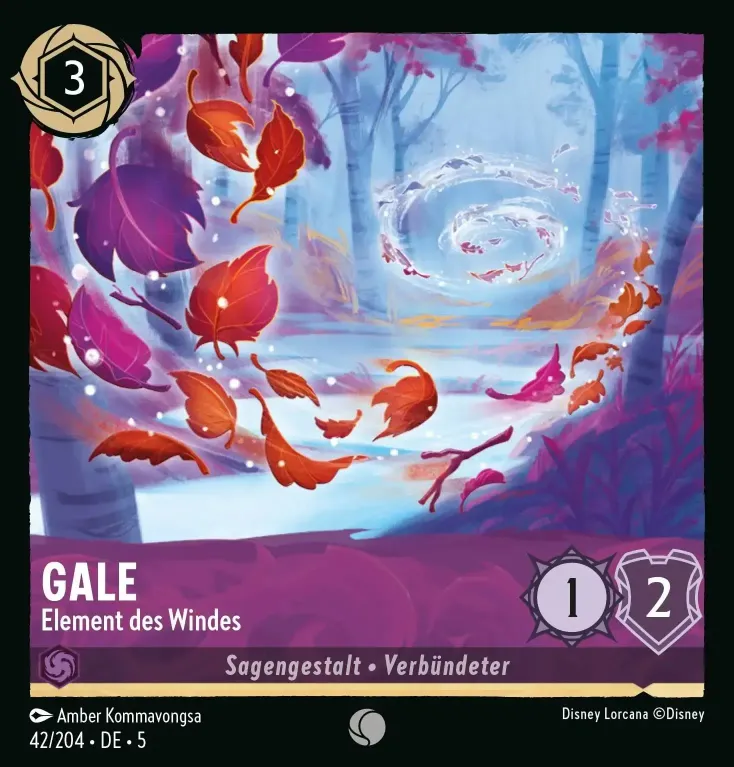 3
GALE
Element des Windes
1
2
Sagengestalt • Verbündeter
Amber Kommavongsa
Disney Lorcana ©Disney
42/204 • DE • 5